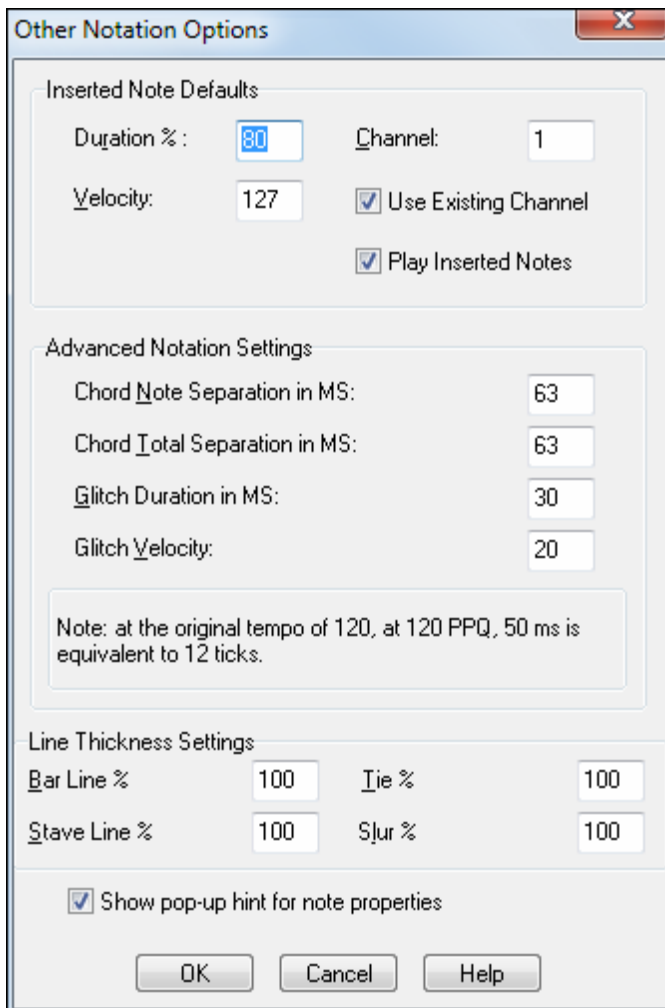 Other Notation Options
Inserted Note Defaults
Duration % : 80 Channel: 1
Velocity: 127 Use Existing Channel
Play Inserted Notes
Advanced Notation Settings
Chord Note Separation in MS: 63
Chord Total Separation in MS: 63
Glitch Duration in MS: 30
Glitch Velocity: 20
Note: at the original tempo of 120, at 120 PPQ, 50 ms is
equivalent to 12 ticks.
Line Thickness Settings
Bar Line % 100 Tie % 100
Stave Line % 100 Slur % 100
Show pop-up hint for note properties
OK Cancel Help